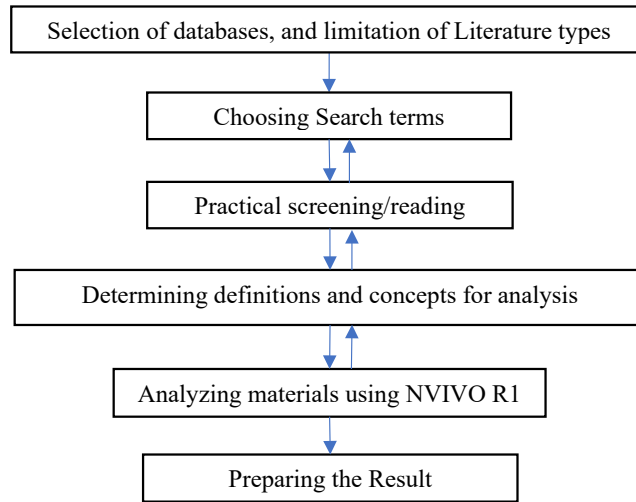 Selection of databases, and limitation of Literature types
Choosing Search terms
Practical screening/reading
Determining definitions and concepts for analysis
Analyzing materials using NVIVO R1
Preparing the Result